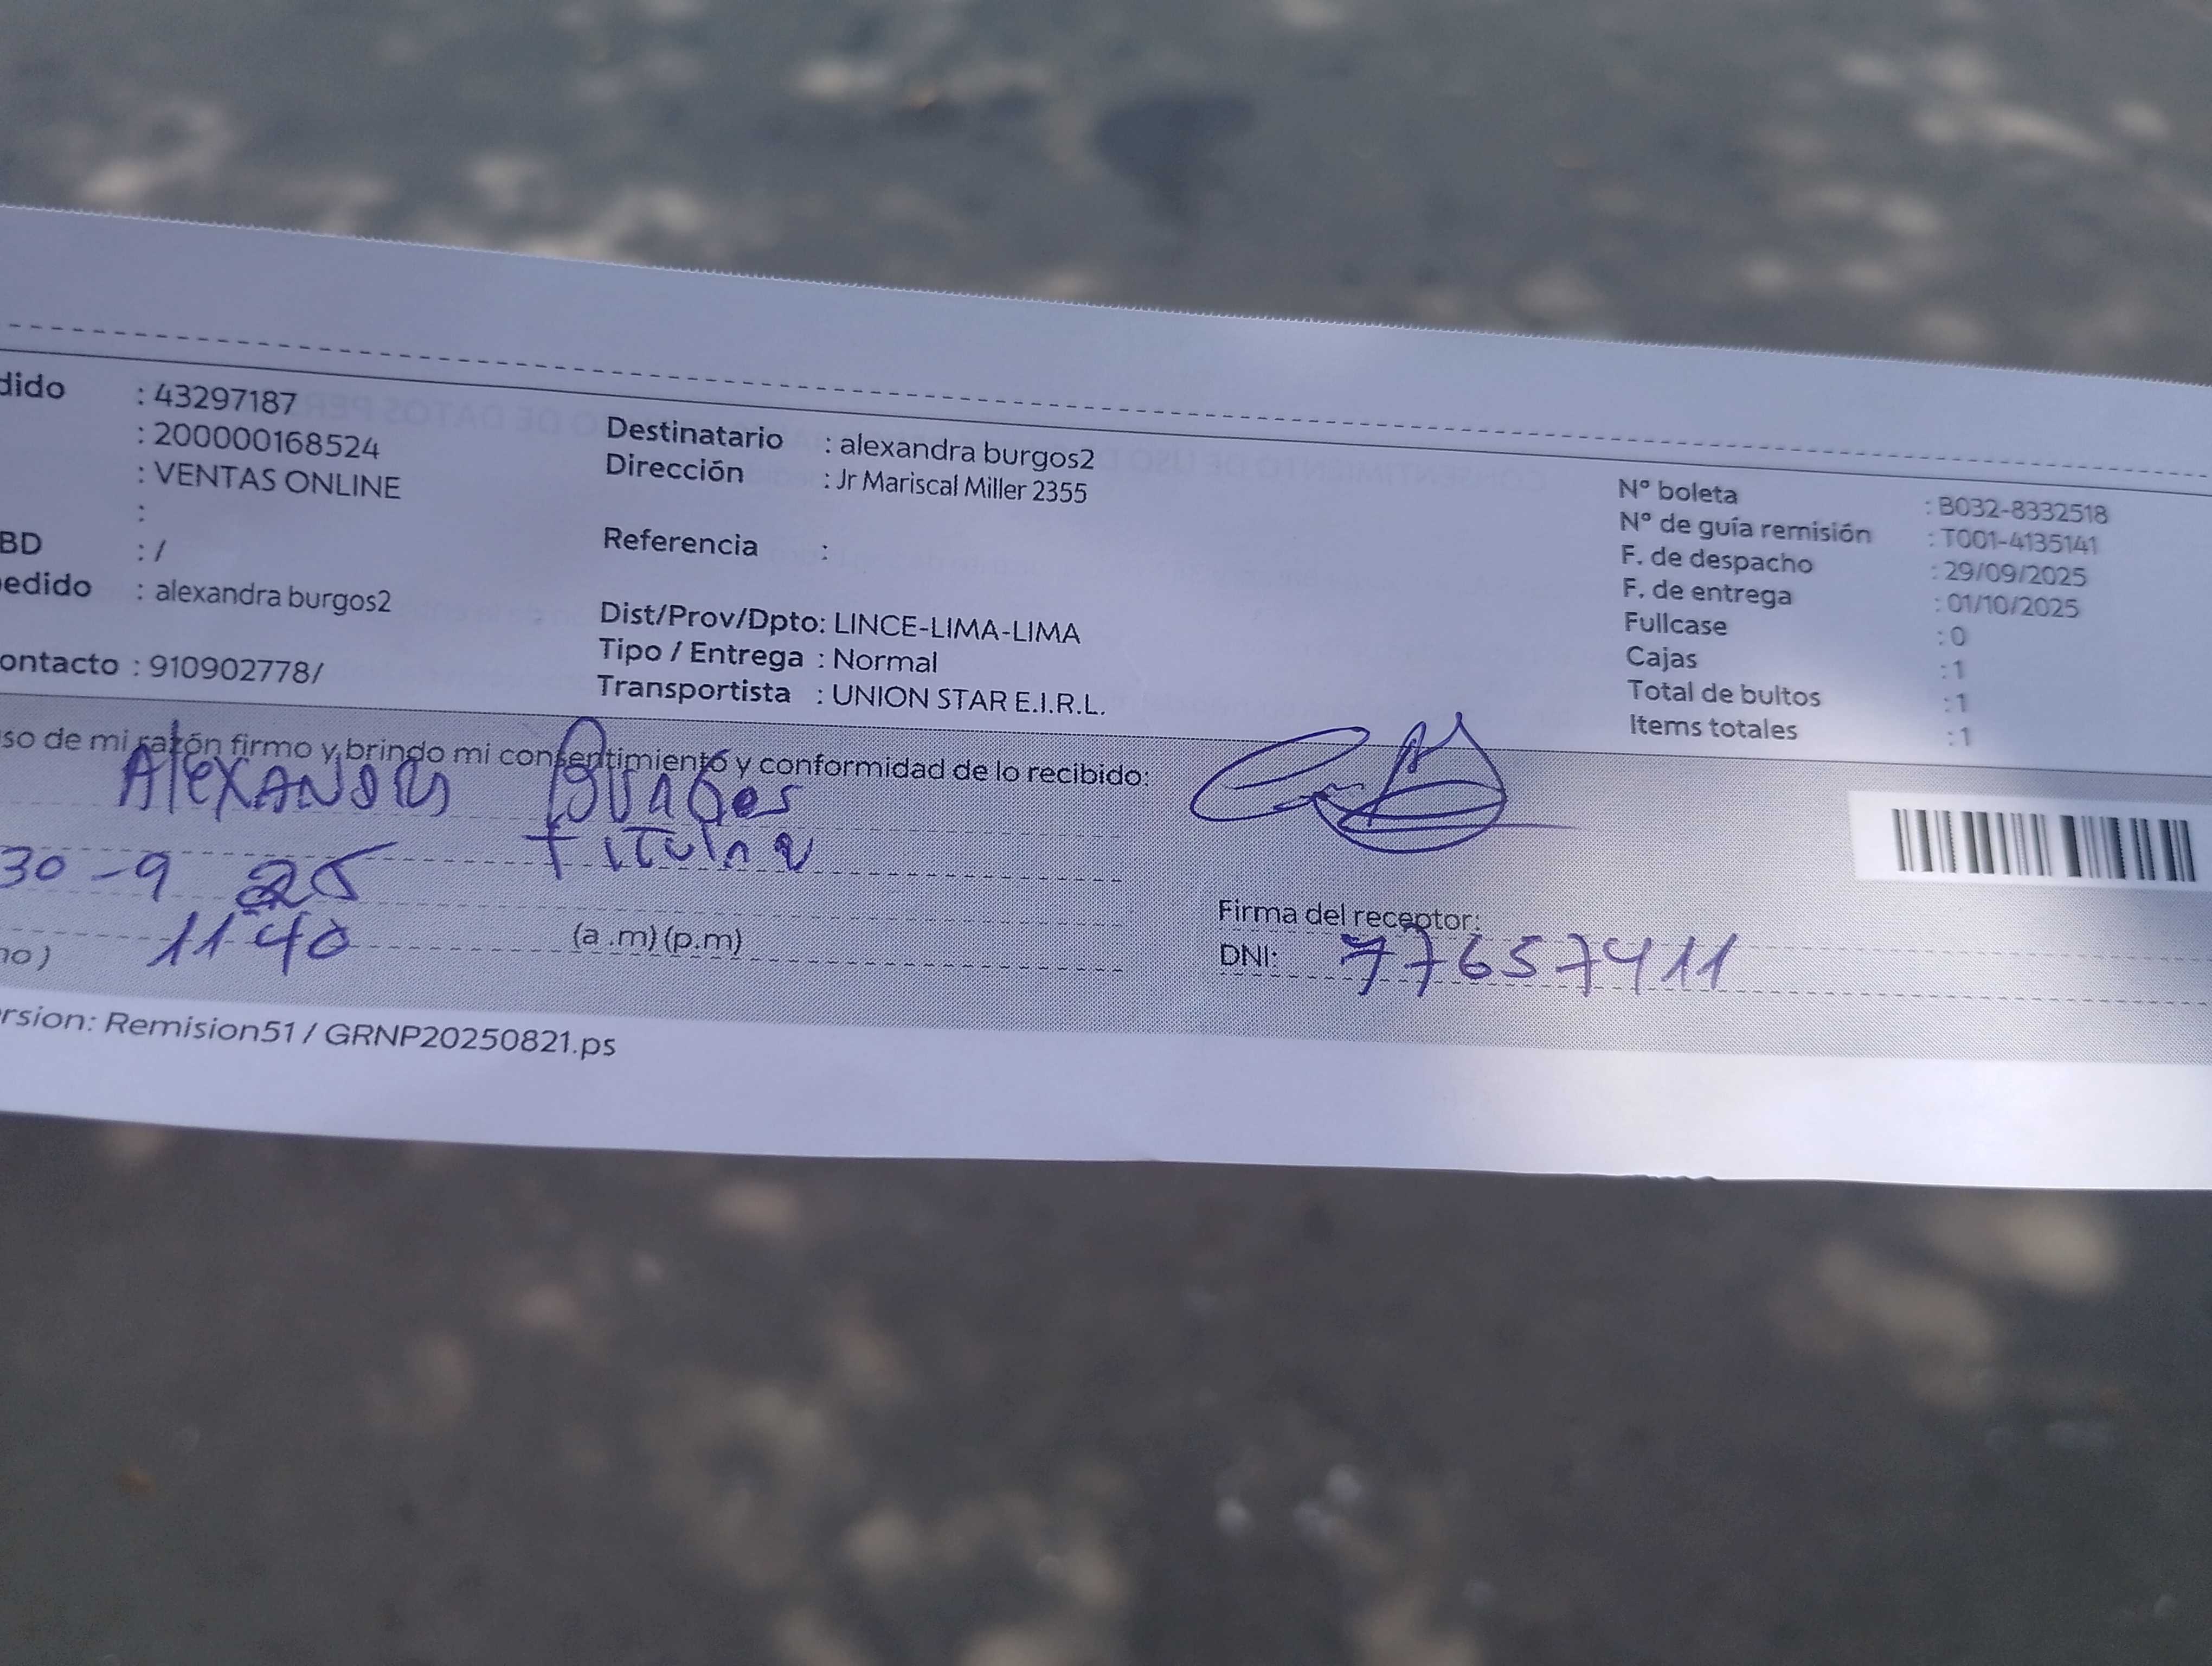 dido : 43297187
: 200000168524
: VENTAS ONLINE
:
BD : /
edido : alexandra burgos2
ontacto : 910902778/
Destinatario : alexandra burgos2
Dirección : Jr Mariscal Miller 2355
Referencia :
Dist/Prov/Dpto: LINCE-LIMA-LIMA
Tipo / Entrega : Normal
Transportista : UNION STAR E.I.R.L.
Nº boleta : B032-8332518
Nº de guía remisión : T001-4135141
F. de despacho : 29/09/2025
F. de entrega : 01/10/2025
Fullcase : 0
Cajas : 1
Total de bultos : 1
Items totales : 1
so de mi razón firmo y brindo mi consentimiento y conformidad de lo recibido:
Alexandra Burgos
titular
30-9 25
11 40 (a .m) (p.m)
no)
Firma del receptor:
DNI: 77657411
rsion: Remision51 / GRNP20250821.ps